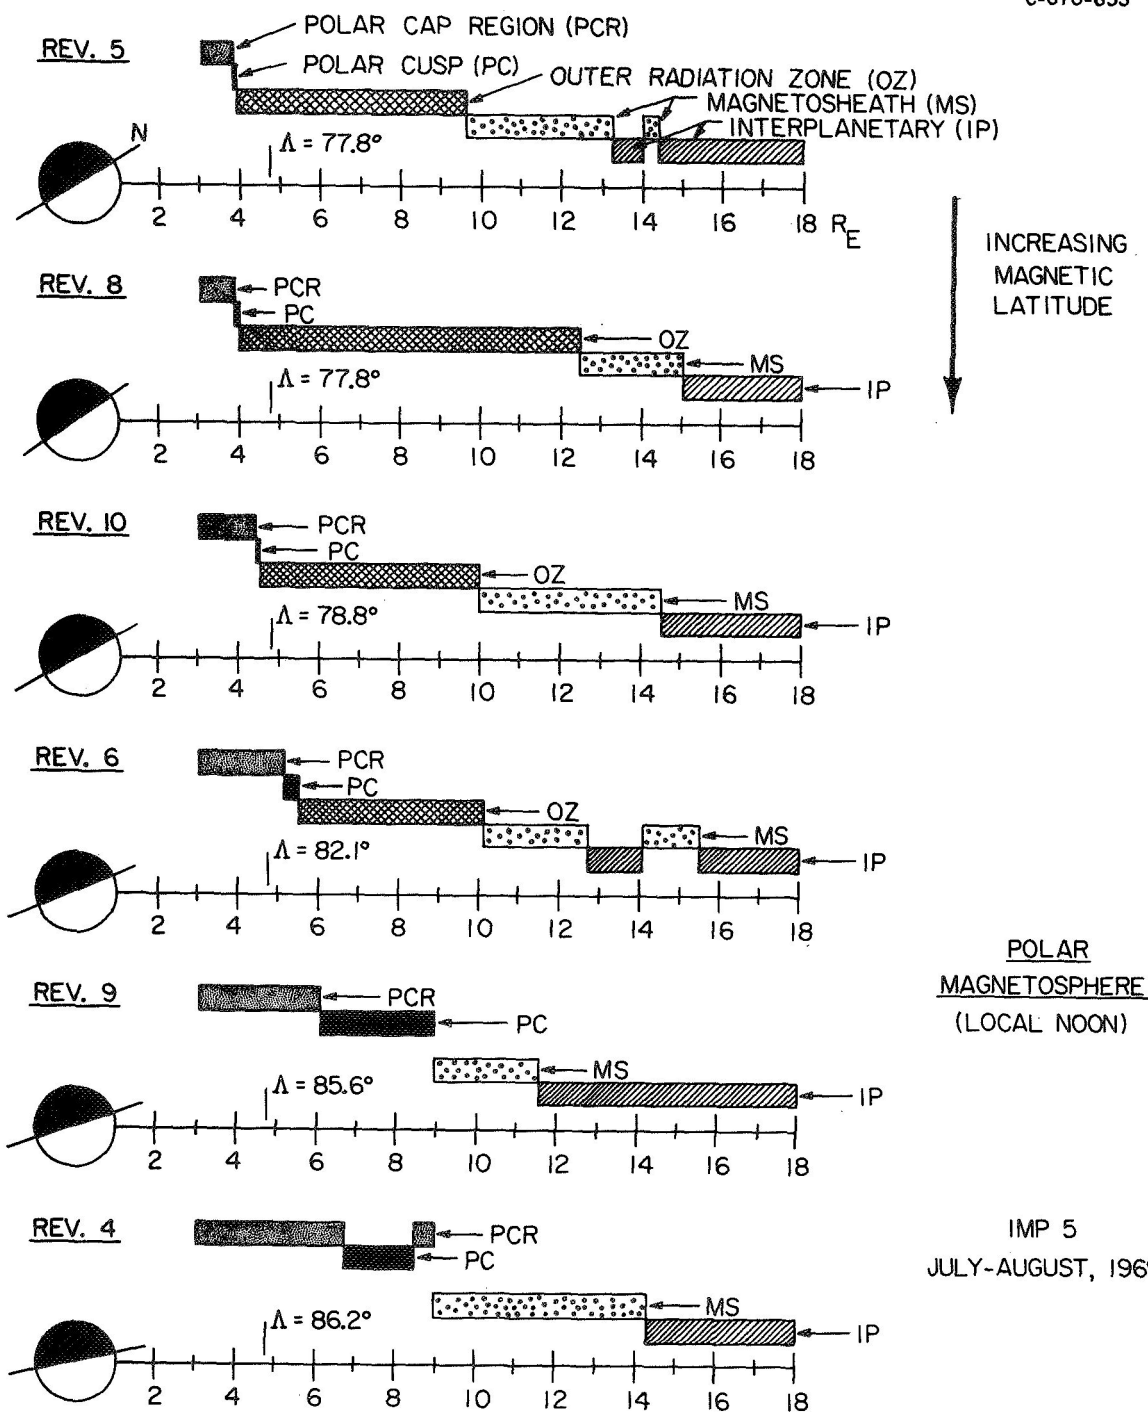 REV. 5
POLAR CAP REGION (PCR)
POLAR CUSP (PC)
OUTER RADIATION ZONE (OZ)
MAGNETOSHEATH (MS)
INTERPLANETARY (IP)
N
Λ = 77.8°
2 4 6 8 10 12 14 16 18 R_E
INCREASING
MAGNETIC
LATITUDE
REV. 8
PCR
PC
OZ
MS
IP
Λ = 77.8°
2 4 6 8 10 12 14 16 18
REV. 10
PCR
PC
OZ
MS
IP
Λ = 78.8°
2 4 6 8 10 12 14 16 18
REV. 6
PCR
PC
OZ
MS
IP
Λ = 82.1°
2 4 6 8 10 12 14 16 18
POLAR
MAGNETOSPHERE
(LOCAL NOON)
REV. 9
PCR
PC
MS
IP
Λ = 85.6°
2 4 6 8 10 12 14 16 18
REV. 4
PCR
PC
MS
IP
Λ = 86.2°
2 4 6 8 10 12 14 16 18
IMP 5
JULY-AUGUST,